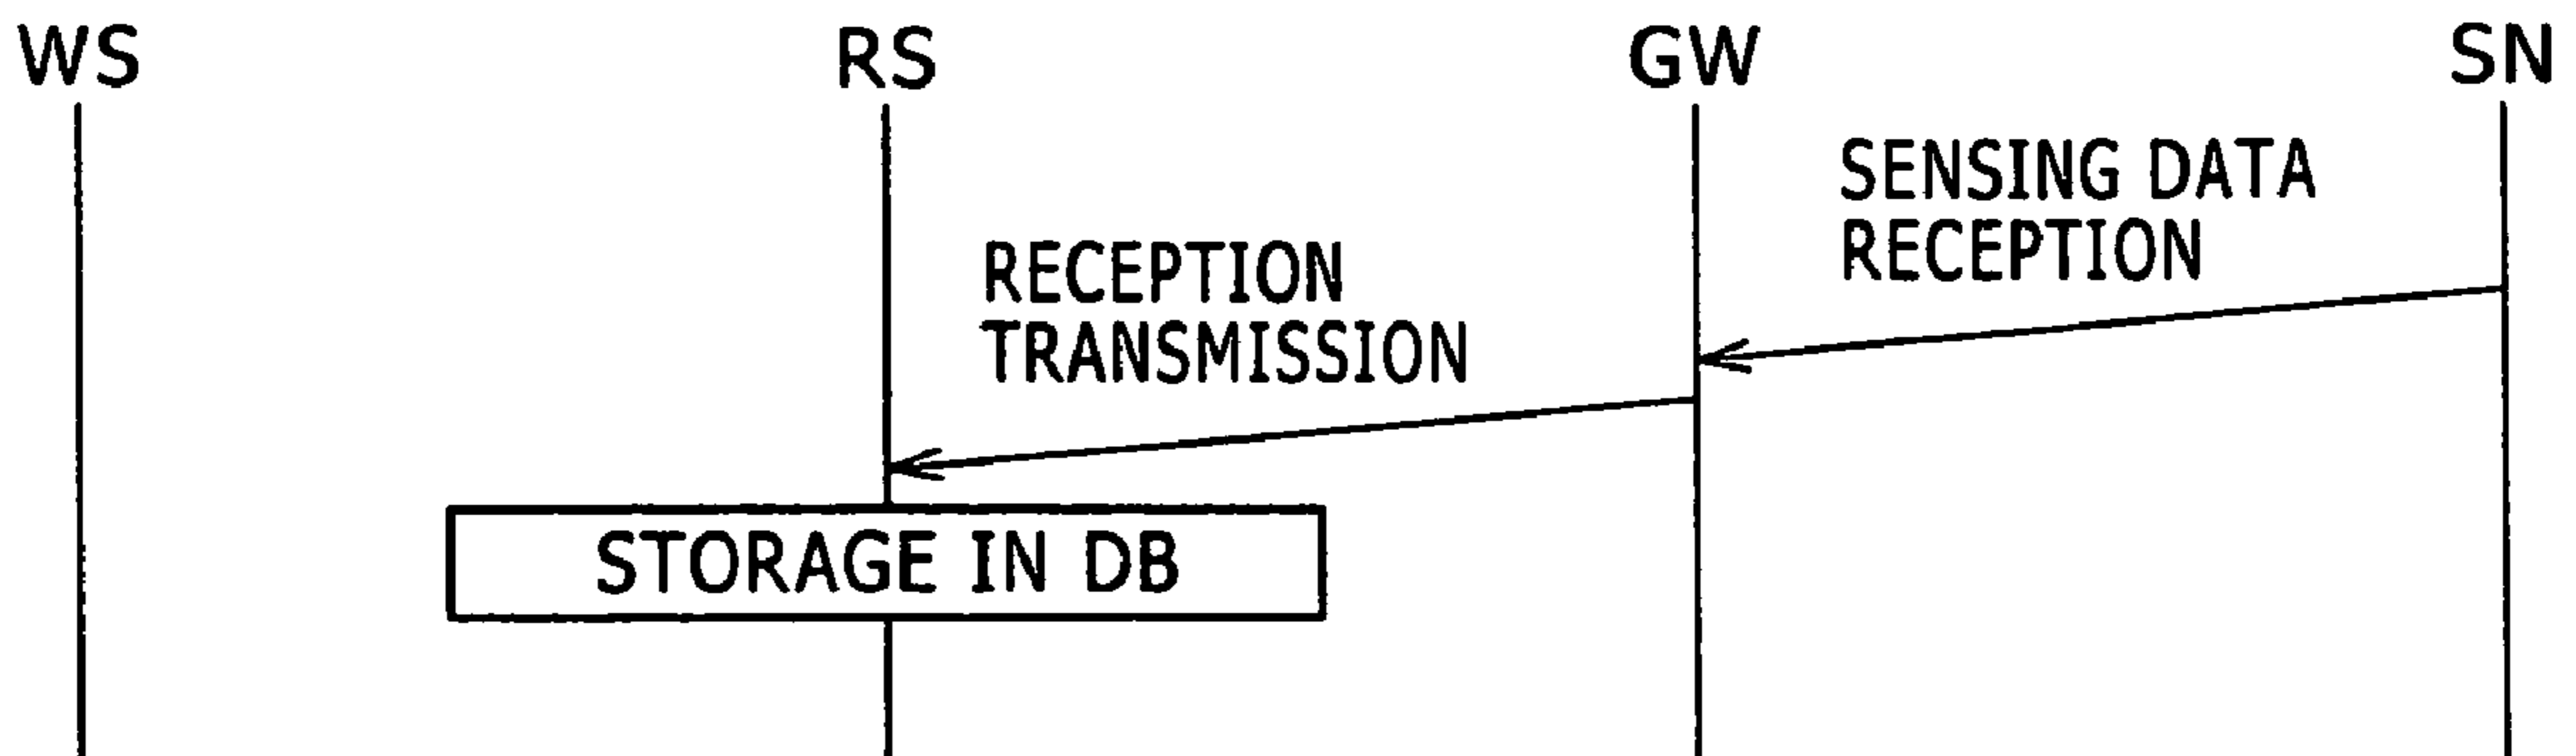 WS RS GW SN
SENSING DATA
RECEPTION
RECEPTION
TRANSMISSION
STORAGE IN DB